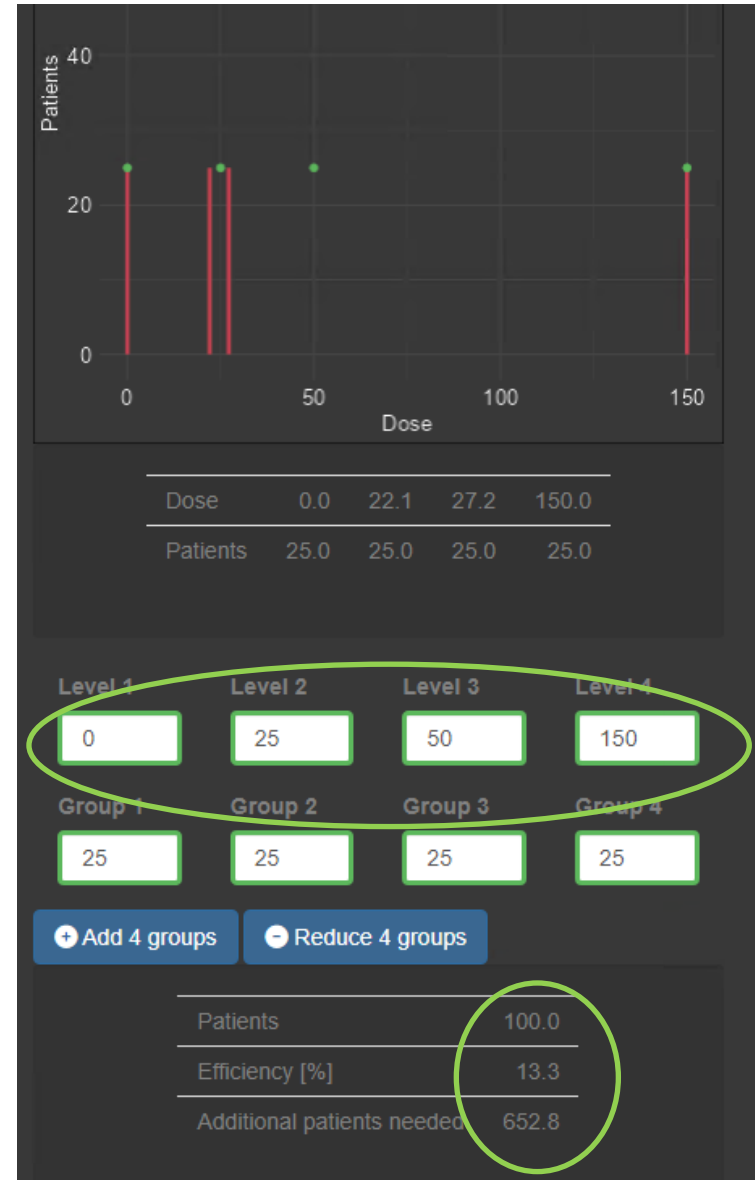 40
Patients
20
0
0 50 100 150
Dose
Dose 0.0 22.1 27.2 150.0
Patients 25.0 25.0 25.0 25.0
Level 1 Level 2 Level 3 Level 4
0 25 50 150
Group 1 Group 2 Group 3 Group 4
25 25 25 25
Add 4 groups Reduce 4 groups
Patients 100.0
Efficiency [%] 13.3
Additional patients needed 652.8